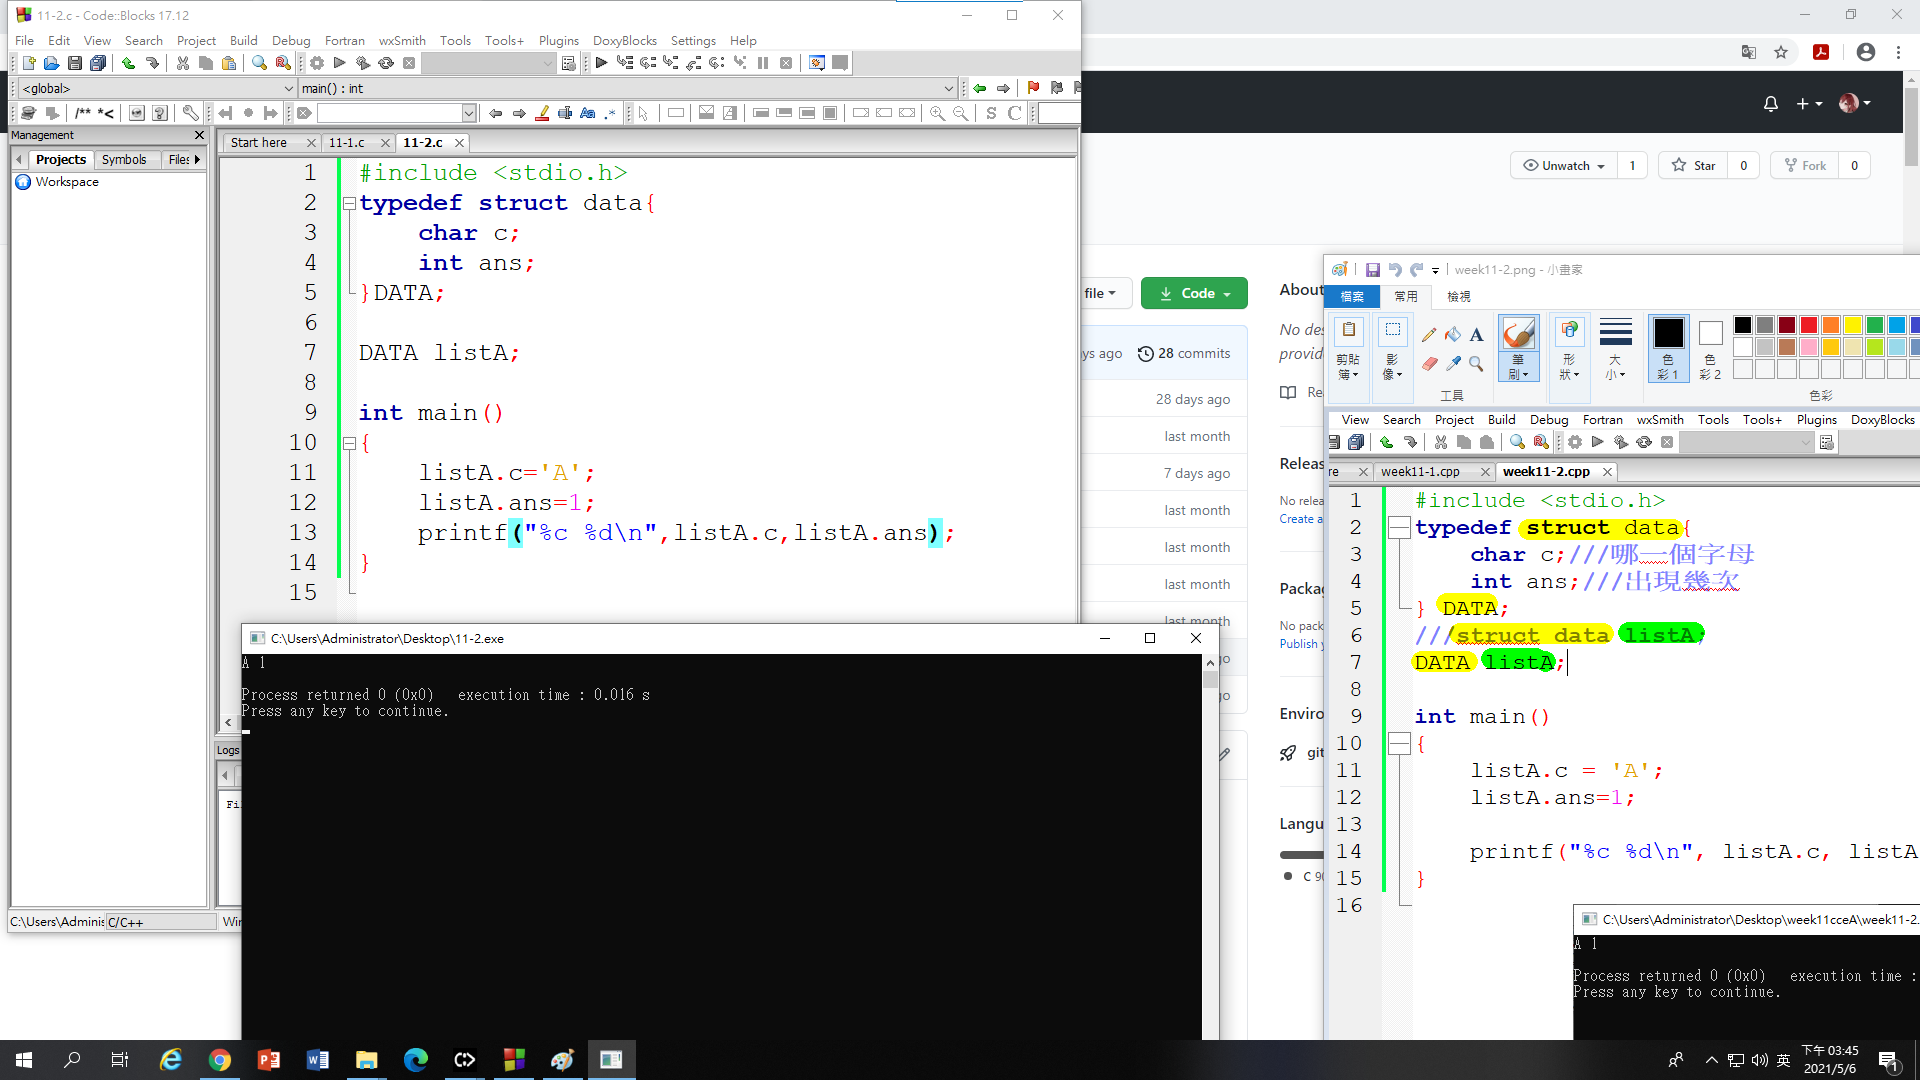 11-2.c - Code::Blocks 17.12
File Edit View Search Project Build Debug Fortran wxSmith Tools Tools+ Plugins DoxyBlocks Settings Help
<global>
main() : int
/** *<
Aa .*
S C
Management
Projects Symbols Files
Workspace
Start here 11-1.c 11-2.c
1 #include <stdio.h>
2 typedef struct data{
3 char c;
4 int ans;
5 }DATA;
6
7 DATA listA;
8
9 int main()
10 {
11 listA.c='A';
12 listA.ans=1;
13 printf("%c %d\n",listA.c,listA.ans);
14 }
15
Logs
C:\Users\Adminis C/C++
C:\Users\Administrator\Desktop\11-2.exe
A 1
Process returned 0 (0x0) execution time : 0.016 s
Press any key to continue.
Unwatch 1 Star 0 Fork 0
file Code
ys ago 28 commits
28 days ago
last month
7 days ago
last month
last month
last month
last month
go
go
About
No des
provide
Re
Releas
No relea
Create a
Packag
No pack
Publish y
Enviro
git
Langu
C 90
week11-2.png - 小畫家
檔案 常用 檢視
剪貼簿
影像
工具
筆刷
形狀
大小
色彩 1
色彩 2
色彩
View Search Project Build Debug Fortran wxSmith Tools Tools+ Plugins DoxyBlocks
re week11-1.cpp week11-2.cpp
1 #include <stdio.h>
2 typedef struct data{
3 char c;///哪一個字母
4 int ans;///出現幾次
5 } DATA;
6 ///struct data listA;
7 DATA listA;
8
9 int main()
10 {
11 listA.c = 'A';
12 listA.ans=1;
13
14 printf("%c %d\n", listA.c, listA
15 }
16
C:\Users\Administrator\Desktop\week11cceA\week11-2.
A 1
Process returned 0 (0x0) execution time :
Press any key to continue.
英
下午 03:45
2021/5/6
1